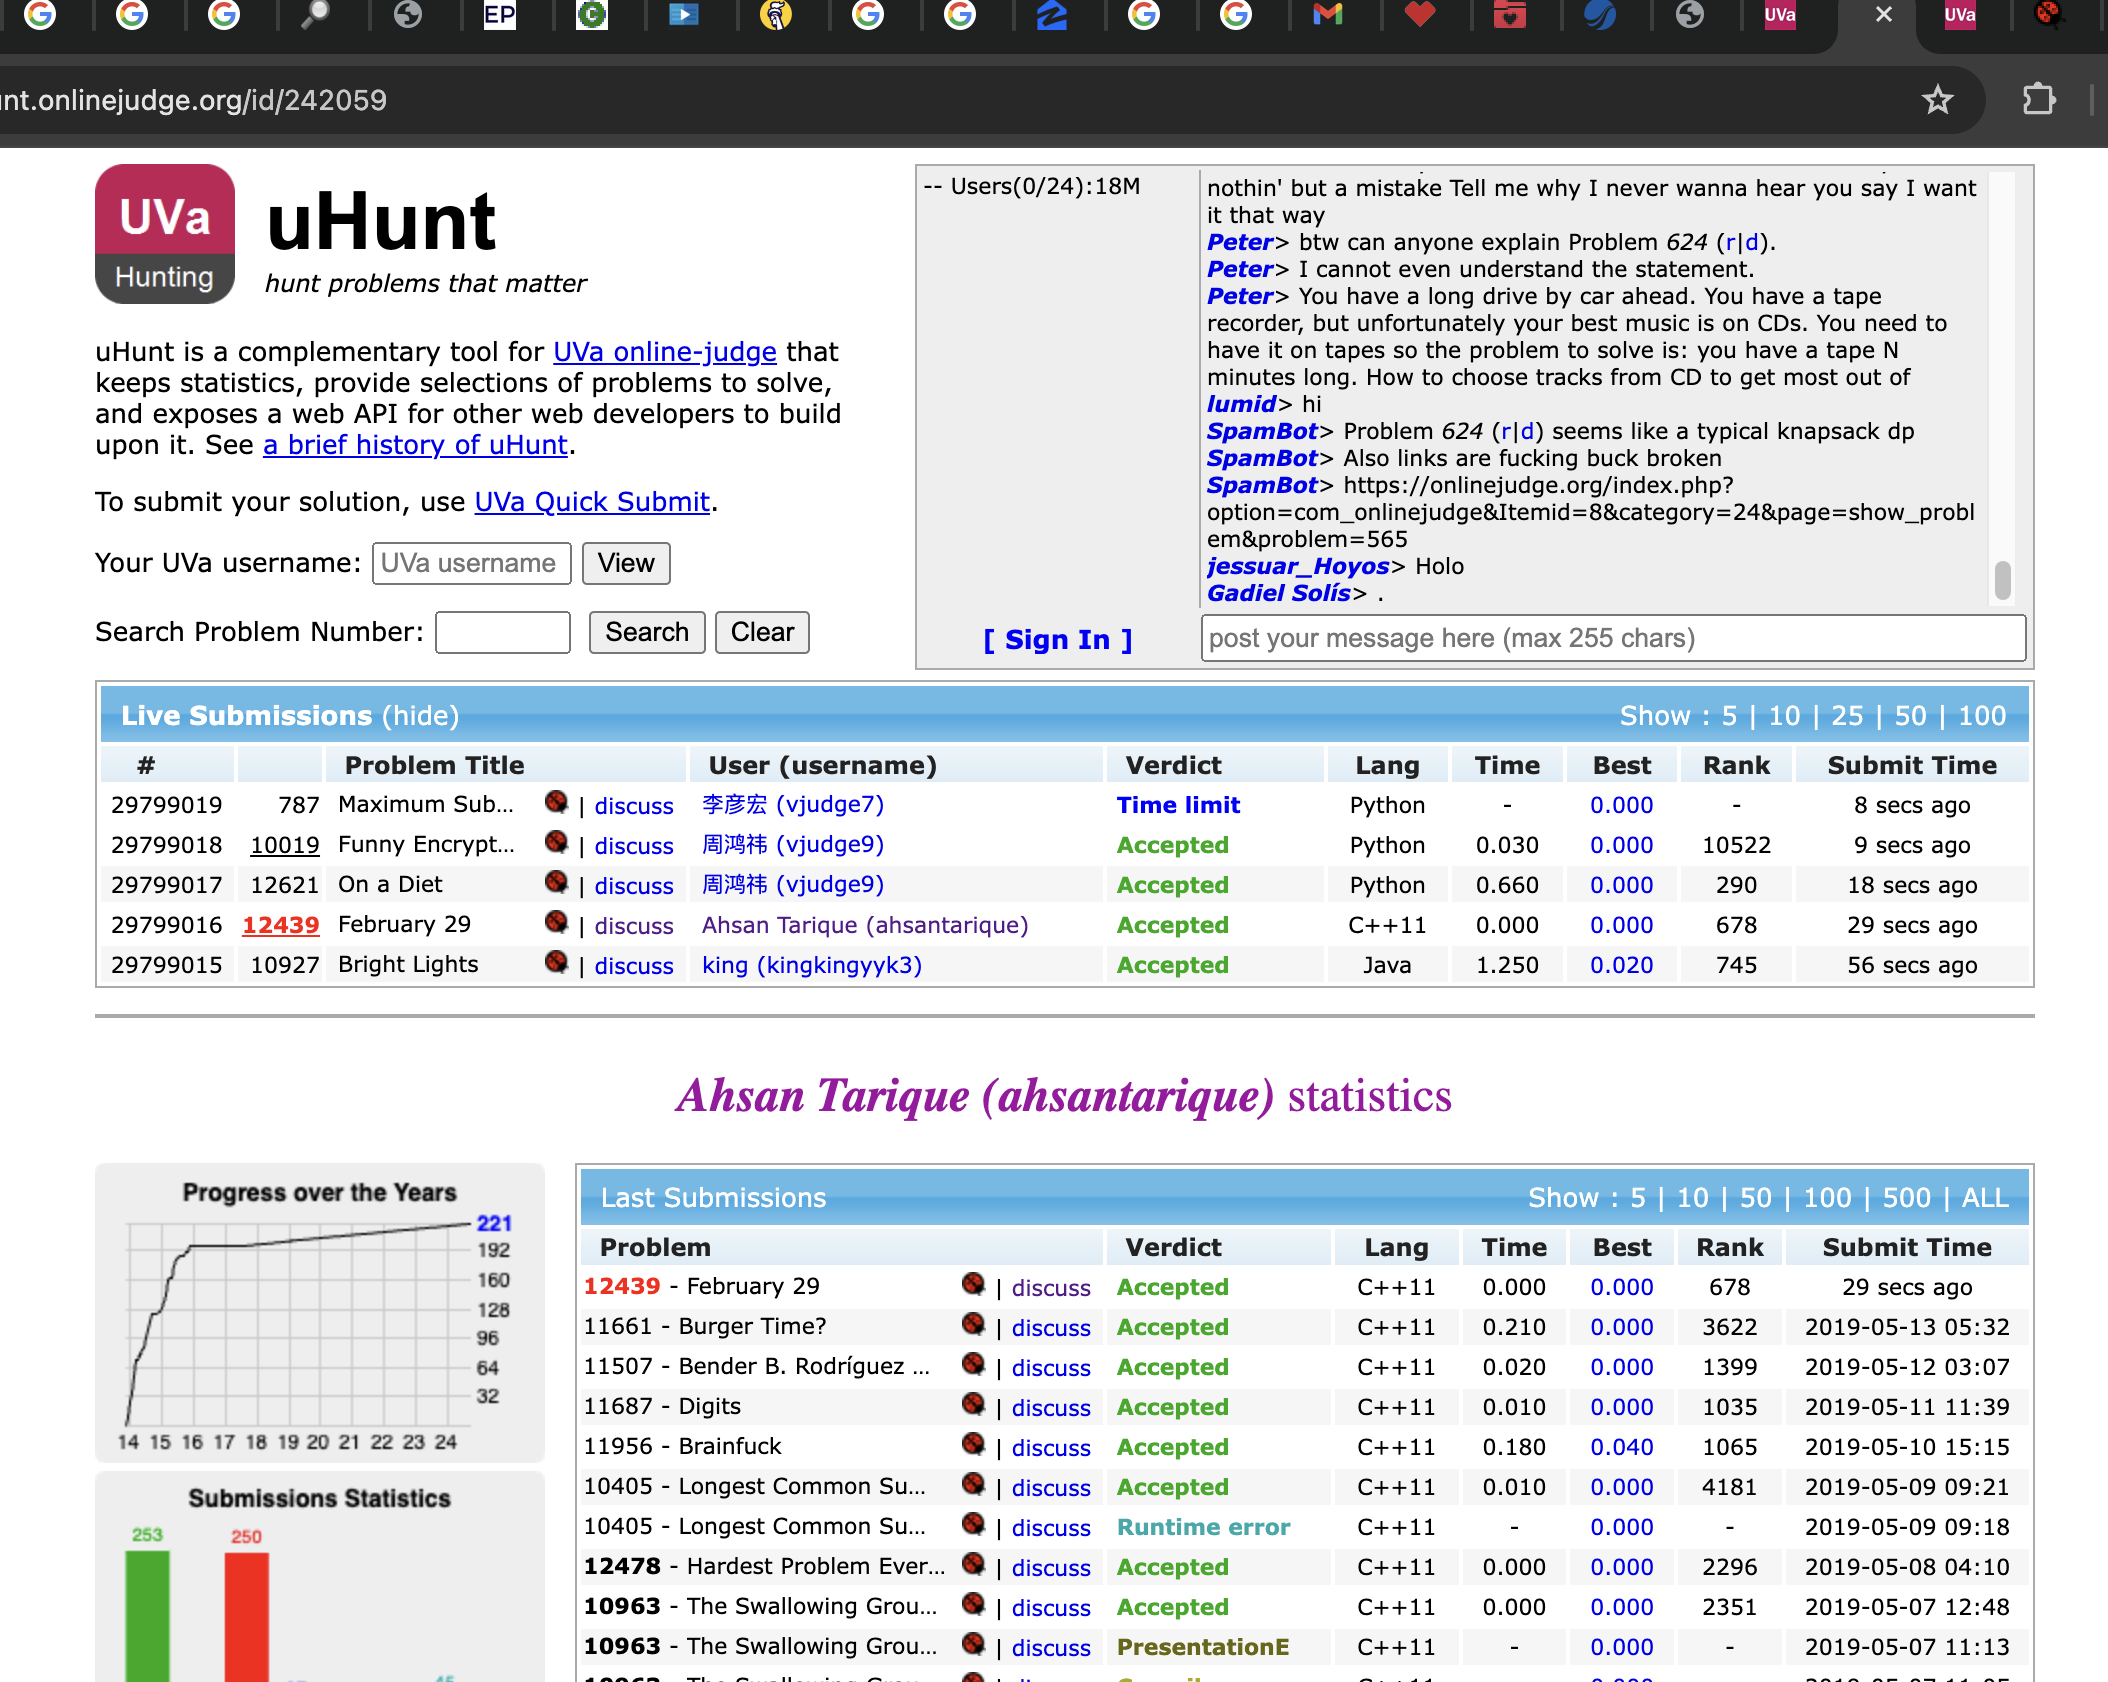 EP
UVa
UVa
nt.onlinejudge.org/id/242059
UVa
Hunting
uHunt
hunt problems that matter
uHunt is a complementary tool for UVa online-judge that
keeps statistics, provide selections of problems to solve,
and exposes a web API for other web developers to build
upon it. See a brief history of uHunt.
To submit your solution, use UVa Quick Submit.
Your UVa username: UVa username View
Search Problem Number: Search Clear
-- Users(0/24):18M
nothin' but a mistake Tell me why I never wanna hear you say I want
it that way
Peter> btw can anyone explain Problem 624 (r|d).
Peter> I cannot even understand the statement.
Peter> You have a long drive by car ahead. You have a tape
recorder, but unfortunately your best music is on CDs. You need to
have it on tapes so the problem to solve is: you have a tape N
minutes long. How to choose tracks from CD to get most out of
lumid> hi
SpamBot> Problem 624 (r|d) seems like a typical knapsack dp
SpamBot> Also links are fucking buck broken
SpamBot> https://onlinejudge.org/index.php?
option=com_onlinejudge&Itemid=8&category=24&page=show_probl
em&problem=565
jessuar_Hoyos> Holo
Gadiel Solís> .
[ Sign In ] post your message here (max 255 chars)
Live Submissions (hide) Show : 5 | 10 | 25 | 50 | 100
# Problem Title User (username) Verdict Lang Time Best Rank Submit Time
29799019 787 Maximum Sub... | discuss 李彦宏 (vjudge7) Time limit Python - 0.000 - 8 secs ago
29799018 10019 Funny Encrypt... | discuss 周鸿祎 (vjudge9) Accepted Python 0.030 0.000 10522 9 secs ago
29799017 12621 On a Diet | discuss 周鸿祎 (vjudge9) Accepted Python 0.660 0.000 290 18 secs ago
29799016 12439 February 29 | discuss Ahsan Tarique (ahsantarique) Accepted C++11 0.000 0.000 678 29 secs ago
29799015 10927 Bright Lights | discuss king (kingkingyyk3) Accepted Java 1.250 0.020 745 56 secs ago
Ahsan Tarique (ahsantarique) statistics
Progress over the Years
221
192
160
128
96
64
32
14 15 16 17 18 19 20 21 22 23 24
Submissions Statistics
253 250
45
Last Submissions Show : 5 | 10 | 50 | 100 | 500 | ALL
Problem Verdict Lang Time Best Rank Submit Time
12439 - February 29 | discuss Accepted C++11 0.000 0.000 678 29 secs ago
11661 - Burger Time? | discuss Accepted C++11 0.210 0.000 3622 2019-05-13 05:32
11507 - Bender B. Rodríguez ... | discuss Accepted C++11 0.020 0.000 1399 2019-05-12 03:07
11687 - Digits | discuss Accepted C++11 0.010 0.000 1035 2019-05-11 11:39
11956 - Brainfuck | discuss Accepted C++11 0.180 0.040 1065 2019-05-10 15:15
10405 - Longest Common Su... | discuss Accepted C++11 0.010 0.000 4181 2019-05-09 09:21
10405 - Longest Common Su... | discuss Runtime error C++11 - 0.000 - 2019-05-09 09:18
12478 - Hardest Problem Ever... | discuss Accepted C++11 0.000 0.000 2296 2019-05-08 04:10
10963 - The Swallowing Grou... | discuss Accepted C++11 0.000 0.000 2351 2019-05-07 12:48
10963 - The Swallowing Grou... | discuss PresentationE C++11 - 0.000 - 2019-05-07 11:13